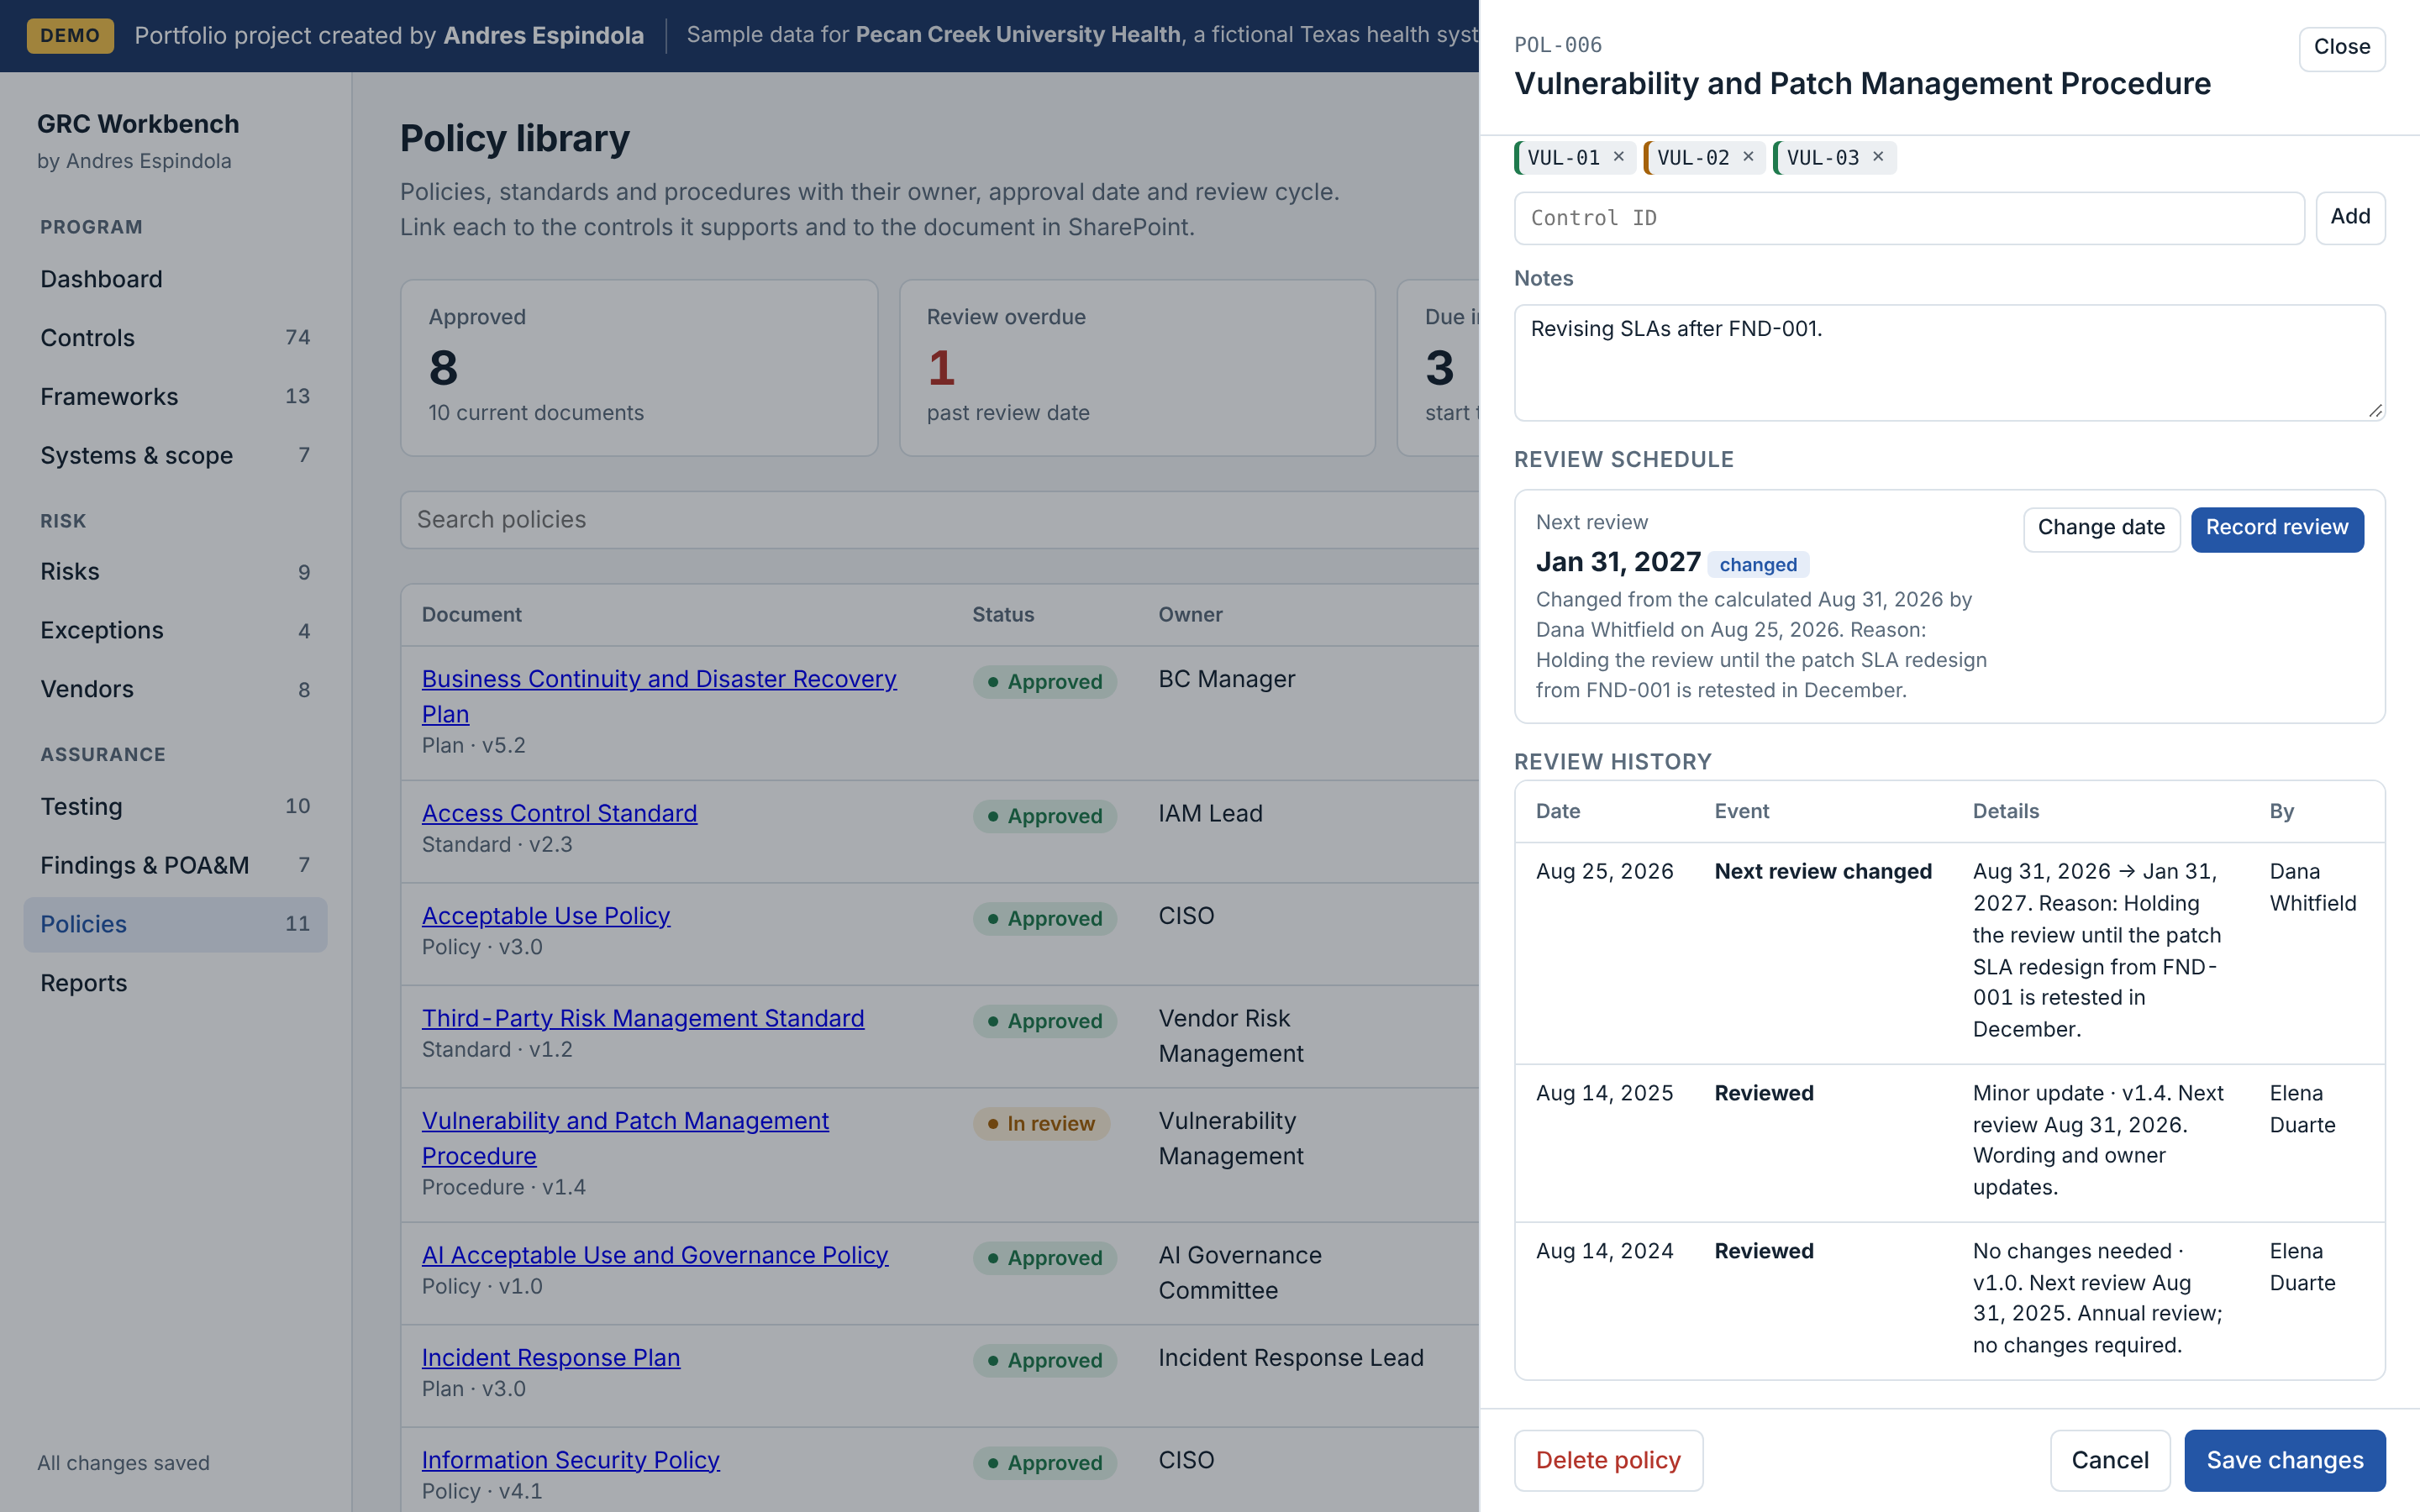 DEMO Portfolio project created by Andres Espindola Sample data for Pecan Creek University Health, a fictional Texas health syst
GRC Workbench
by Andres Espindola
PROGRAM
Dashboard
Controls 74
Frameworks 13
Systems & scope 7
RISK
Risks 9
Exceptions 4
Vendors 8
ASSURANCE
Testing 10
Findings & POA&M 7
Policies 11
Reports
All changes saved
Policy library
Policies, standards and procedures with their owner, approval date and review cycle.
Link each to the controls it supports and to the document in SharePoint.
Approved
8
10 current documents
Review overdue
1
past review date
Due i
3
start
Search policies
Document Status Owner
Business Continuity and Disaster Recovery
Plan
Plan · v5.2
Approved
BC Manager
Access Control Standard
Standard · v2.3
Approved
IAM Lead
Acceptable Use Policy
Policy · v3.0
Approved
CISO
Third-Party Risk Management Standard
Standard · v1.2
Approved
Vendor Risk
Management
Vulnerability and Patch Management
Procedure
Procedure · v1.4
In review
Vulnerability
Management
AI Acceptable Use and Governance Policy
Policy · v1.0
Approved
AI Governance
Committee
Incident Response Plan
Plan · v3.0
Approved
Incident Response Lead
Information Security Policy
Policy · v4.1
Approved
CISO
POL-006
Vulnerability and Patch Management Procedure
Close
VUL-01 × VUL-02 × VUL-03 ×
Control ID
Add
Notes
Revising SLAs after FND-001.
REVIEW SCHEDULE
Next review
Jan 31, 2027 changed
Change date
Record review
Changed from the calculated Aug 31, 2026 by
Dana Whitfield on Aug 25, 2026. Reason:
Holding the review until the patch SLA redesign
from FND-001 is retested in December.
REVIEW HISTORY
Date Event Details By
Aug 25, 2026
Next review changed
Aug 31, 2026 → Jan 31,
2027. Reason: Holding
the review until the patch
SLA redesign from FND-
001 is retested in
December.
Dana
Whitfield
Aug 14, 2025
Reviewed
Minor update · v1.4. Next
review Aug 31, 2026.
Wording and owner
updates.
Elena
Duarte
Aug 14, 2024
Reviewed
No changes needed ·
v1.0. Next review Aug
31, 2025. Annual review;
no changes required.
Elena
Duarte
Delete policy
Cancel
Save changes